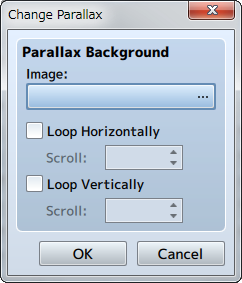 Change Parallax
Parallax Background
Image:
...
Loop Horizontally
Scroll:
Loop Vertically
Scroll:
OK
Cancel